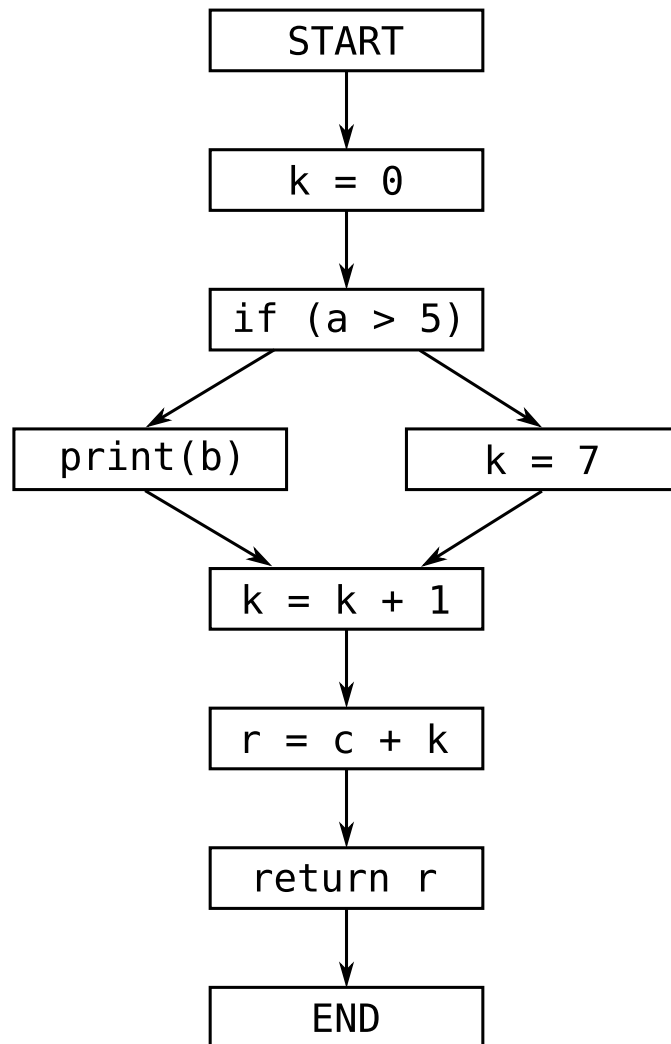 START
k = 0
if (a > 5)
print(b)
k = 7
k = k + 1
r = c + k
return r
END